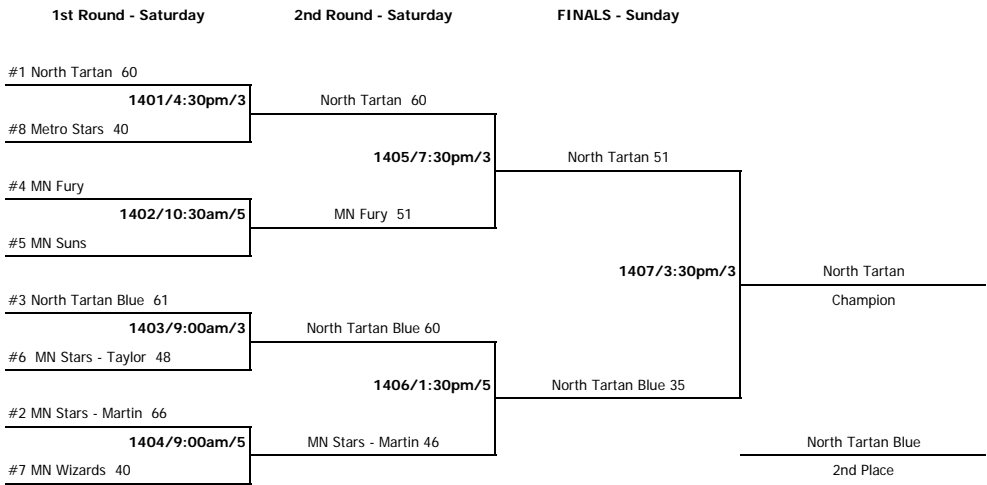 1st Round - Saturday 2nd Round - Saturday FINALS - Sunday
#1 North Tartan 60
1401/4:30pm/3 North Tartan 60
#8 Metro Stars 40
1405/7:30pm/3 North Tartan 51
#4 MN Fury
1402/10:30am/5 MN Fury 51
#5 MN Suns
1407/3:30pm/3 North Tartan
#3 North Tartan Blue 61 Champion
1403/9:00am/3 North Tartan Blue 60
#6 MN Stars - Taylor 48
1406/1:30pm/5 North Tartan Blue 35
#2 MN Stars - Martin 66
1404/9:00am/5 MN Stars - Martin 46 North Tartan Blue
#7 MN Wizards 40 2nd Place